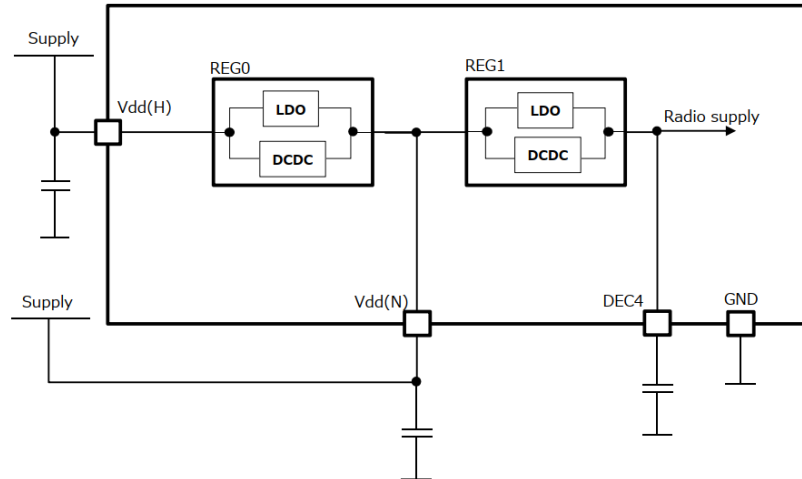 Supply
Vdd(H)
REG0
LDO
DCDC
REG1
LDO
DCDC
Radio supply
Supply
Vdd(N)
DEC4
GND